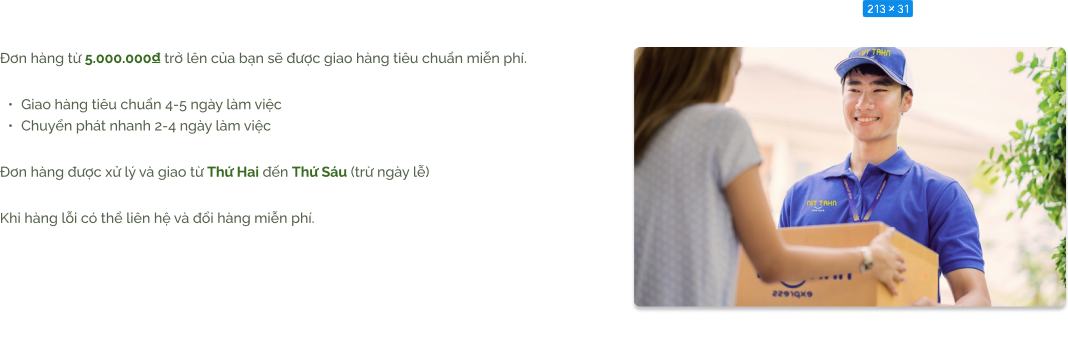 213 × 31
Đơn hàng từ 5.000.000₫ trở lên của bạn sẽ được giao hàng tiêu chuẩn miễn phí.
• Giao hàng tiêu chuẩn 4-5 ngày làm việc
• Chuyển phát nhanh 2-4 ngày làm việc
Đơn hàng được xử lý và giao từ Thứ Hai đến Thứ Sáu (trừ ngày lễ)
Khi hàng lỗi có thể liên hệ và đổi hàng miễn phí.
express